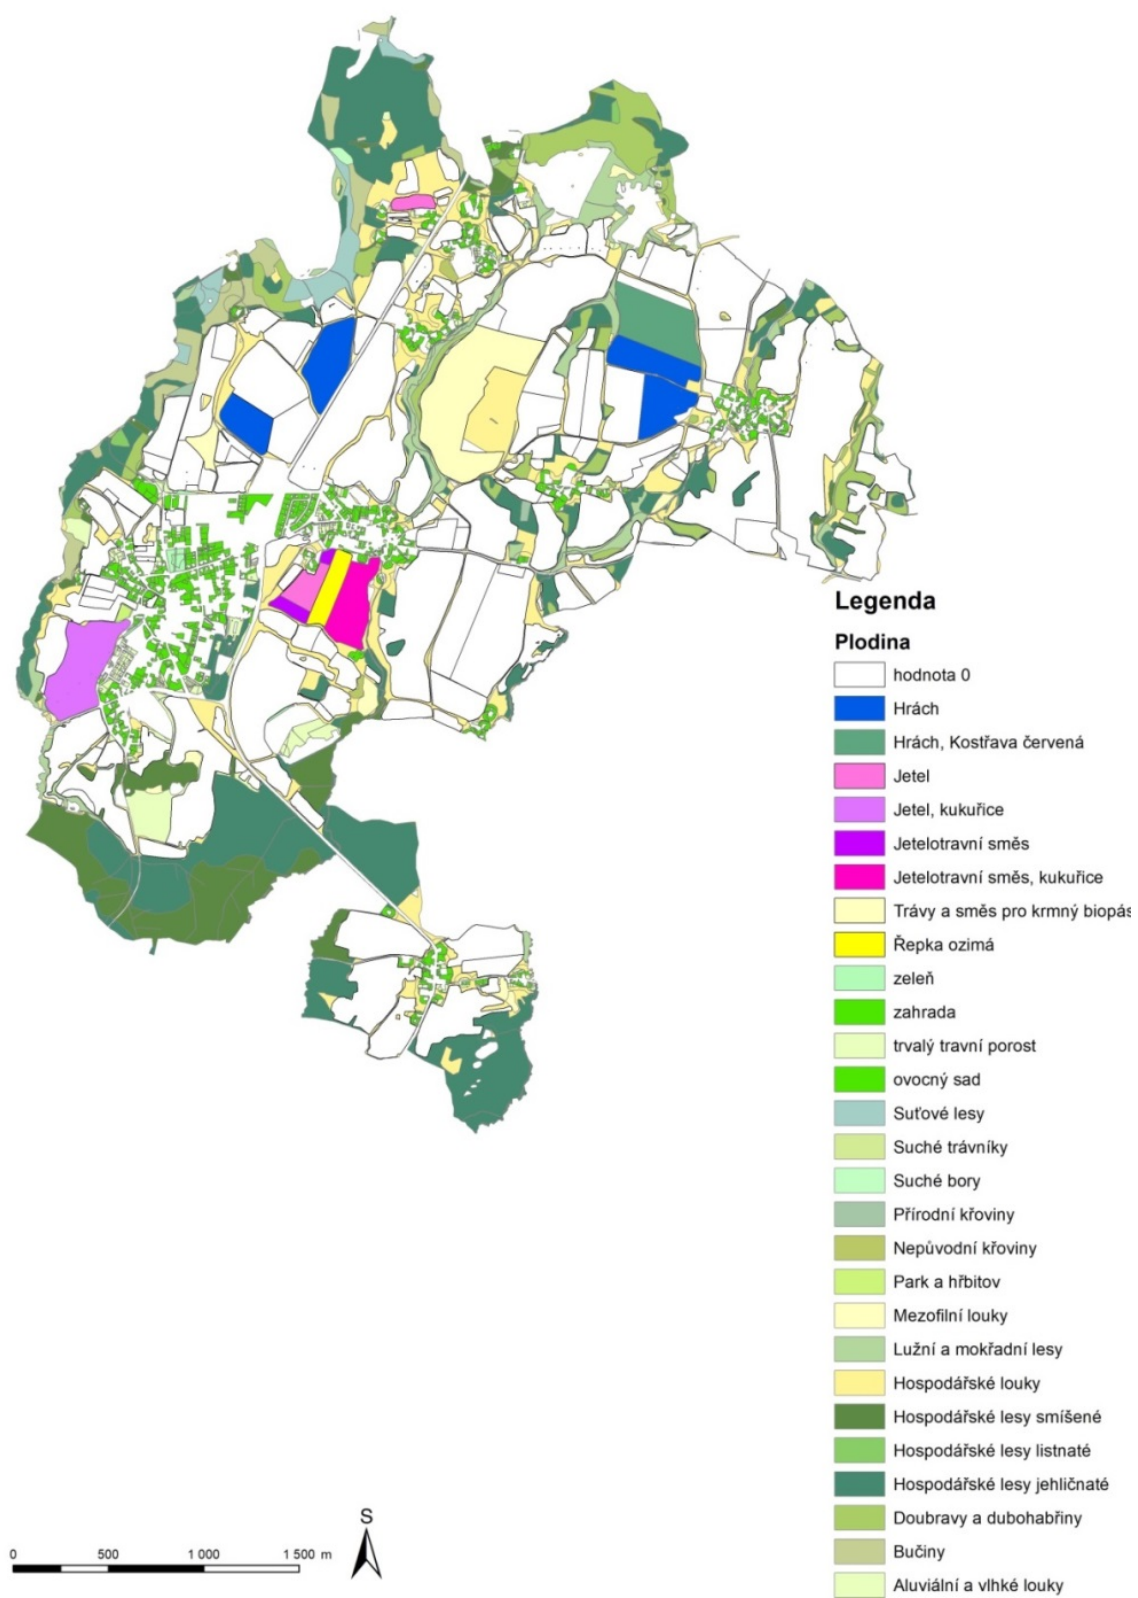 Legenda
Plodina
hodnota 0
Hrách
Hrách, Kostřava červená
Jetel
Jetel, kukuřice
Jetelotravní směs
Jetelotravní směs, kukuřice
Trávy a směs pro krmný biopás
Řepka ozimá
zeleň
zahrada
trvalý travní porost
ovocný sad
Suťové lesy
Suché trávníky
Suché bory
Přírodní křoviny
Nepůvodní křoviny
Park a hřbitov
Mezofilní louky
Lužní a mokřadní lesy
Hospodářské louky
Hospodářské lesy smíšené
Hospodářské lesy listnaté
Hospodářské lesy jehličnaté
Doubravy a dubohabřiny
Bučiny
Aluviální a vlhké louky
S
0 500 1 000 1 500 m